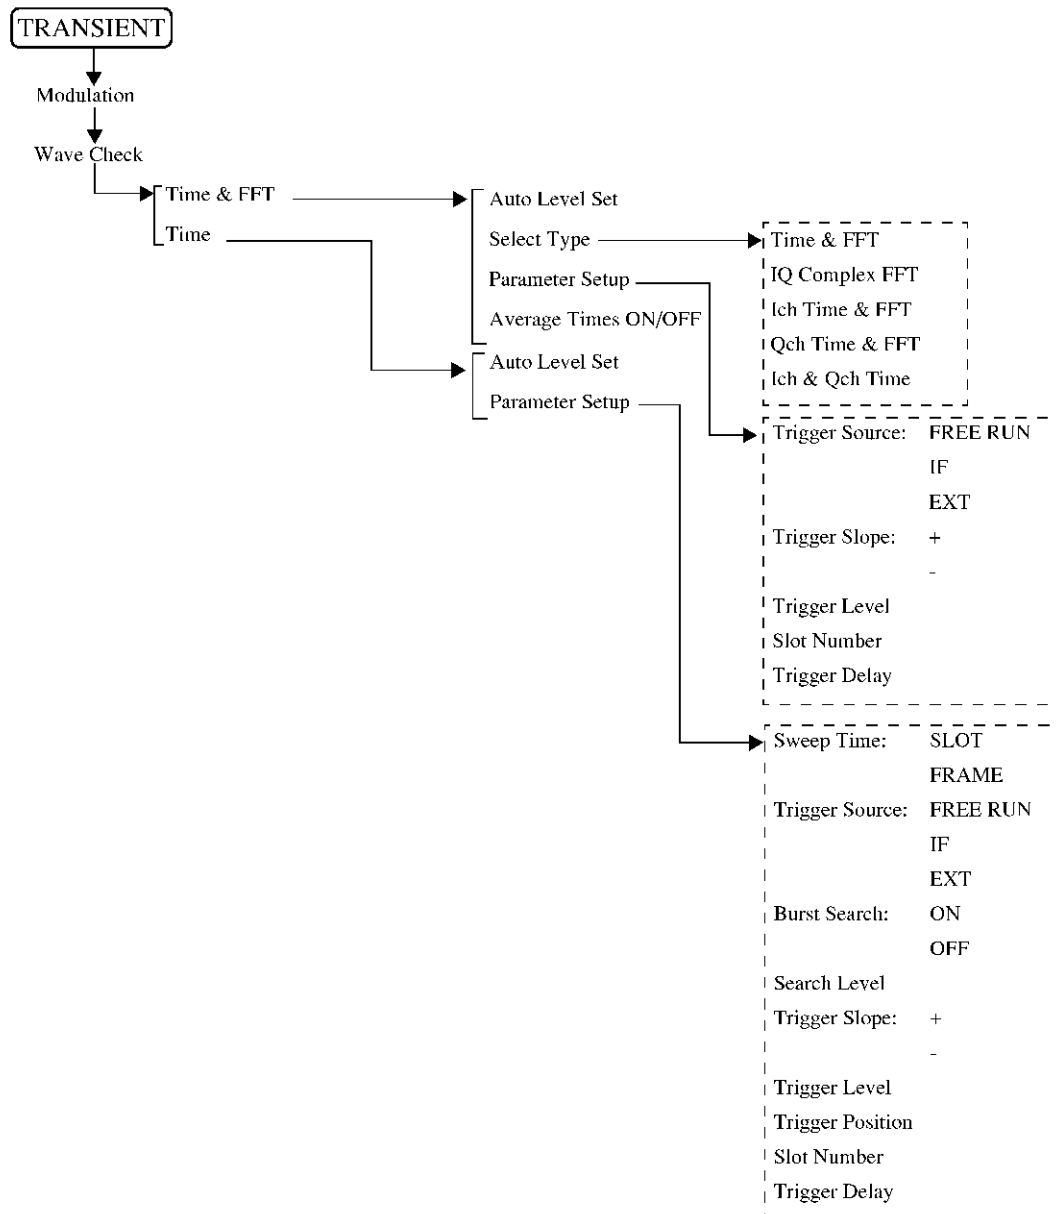 TRANSIENT
Modulation
Wave Check
Time & FFT
Time
Auto Level Set
Select Type
Parameter Setup
Average Times ON/OFF
Auto Level Set
Parameter Setup
Time & FFT
IQ Complex FFT
Ich Time & FFT
Qch Time & FFT
Ich & Qch Time
Trigger Source: FREE RUN
IF
EXT
Trigger Slope: +
-
Trigger Level
Slot Number
Trigger Delay
Sweep Time: SLOT
FRAME
Trigger Source: FREE RUN
IF
EXT
Burst Search: ON
OFF
Search Level
Trigger Slope: +
-
Trigger Level
Trigger Position
Slot Number
Trigger Delay